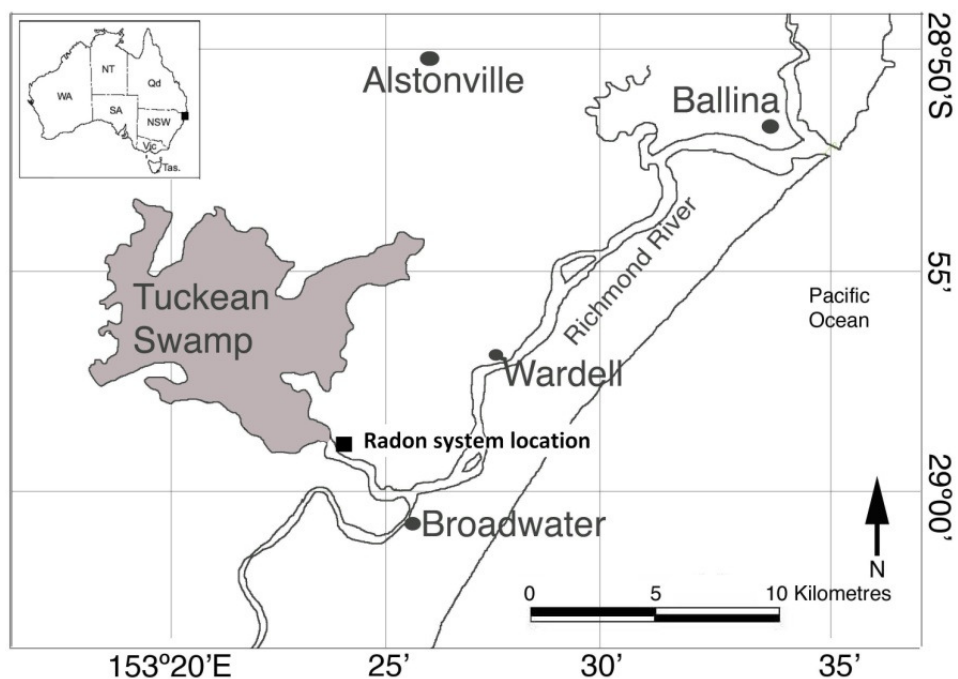 NT
WA
Qd
SA
NSW
Vic
Tas.
Alstonville
Ballina
28°50'S
Tuckean
Swamp
Richmond River
55'
Pacific
Ocean
Wardell
Radon system location
29°00'
Broadwater
N
0 5 10 Kilometres
153°20'E 25' 30' 35'